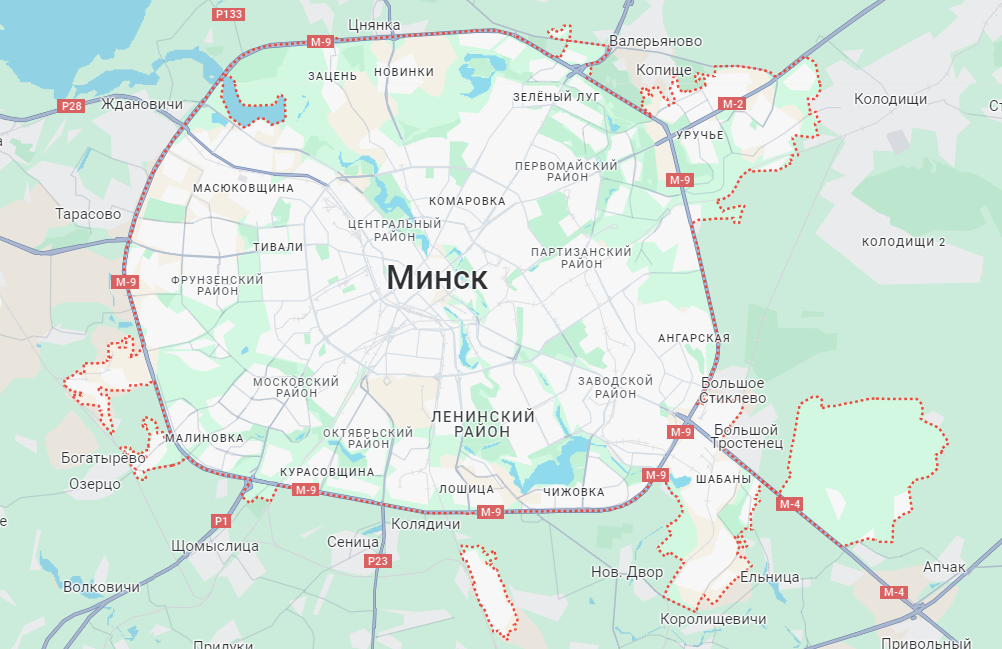 P133
Цнянка
М-9
Валерьяново
ЗАЦЕНЬ
НОВИНКИ
Копище
P28
Ждановичи
ЗЕЛЁНЫЙ ЛУГ
М-2
Колодищи
УРУЧЬЕ
ПЕРВОМАЙСКИЙ
РАЙОН
М-9
МАСЮКОВЩИНА
КОМАРОВКА
Тарасово
ЦЕНТРАЛЬНЫЙ
РАЙОН
ТИВАЛИ
КОЛОДИЩИ 2
ПАРТИЗАНСКИЙ
РАЙОН
М-9
ФРУНЗЕНСКИЙ
РАЙОН
Минск
АНГАРСКАЯ
МОСКОВСКИЙ
РАЙОН
ЗАВОДСКОЙ
РАЙОН
Большое
Стиклево
ЛЕНИНСКИЙ
РАЙОН
МАЛИНОВКА
ОКТЯБРЬСКИЙ
РАЙОН
М-9
Большой
Тростенец
Богатырёво
Озерцо
КУРАСОВЩИНА
М-9
ЛОШИЦА
ЧИЖОВКА
М-9
ШАБАНЫ
М-9
М-4
P1
Колядичи
Щомыслица
Сеница
P23
Нов. Двор
Ельница
Апчак
Волковичи
М-4
Королищевичи
Прилуки
Привольный